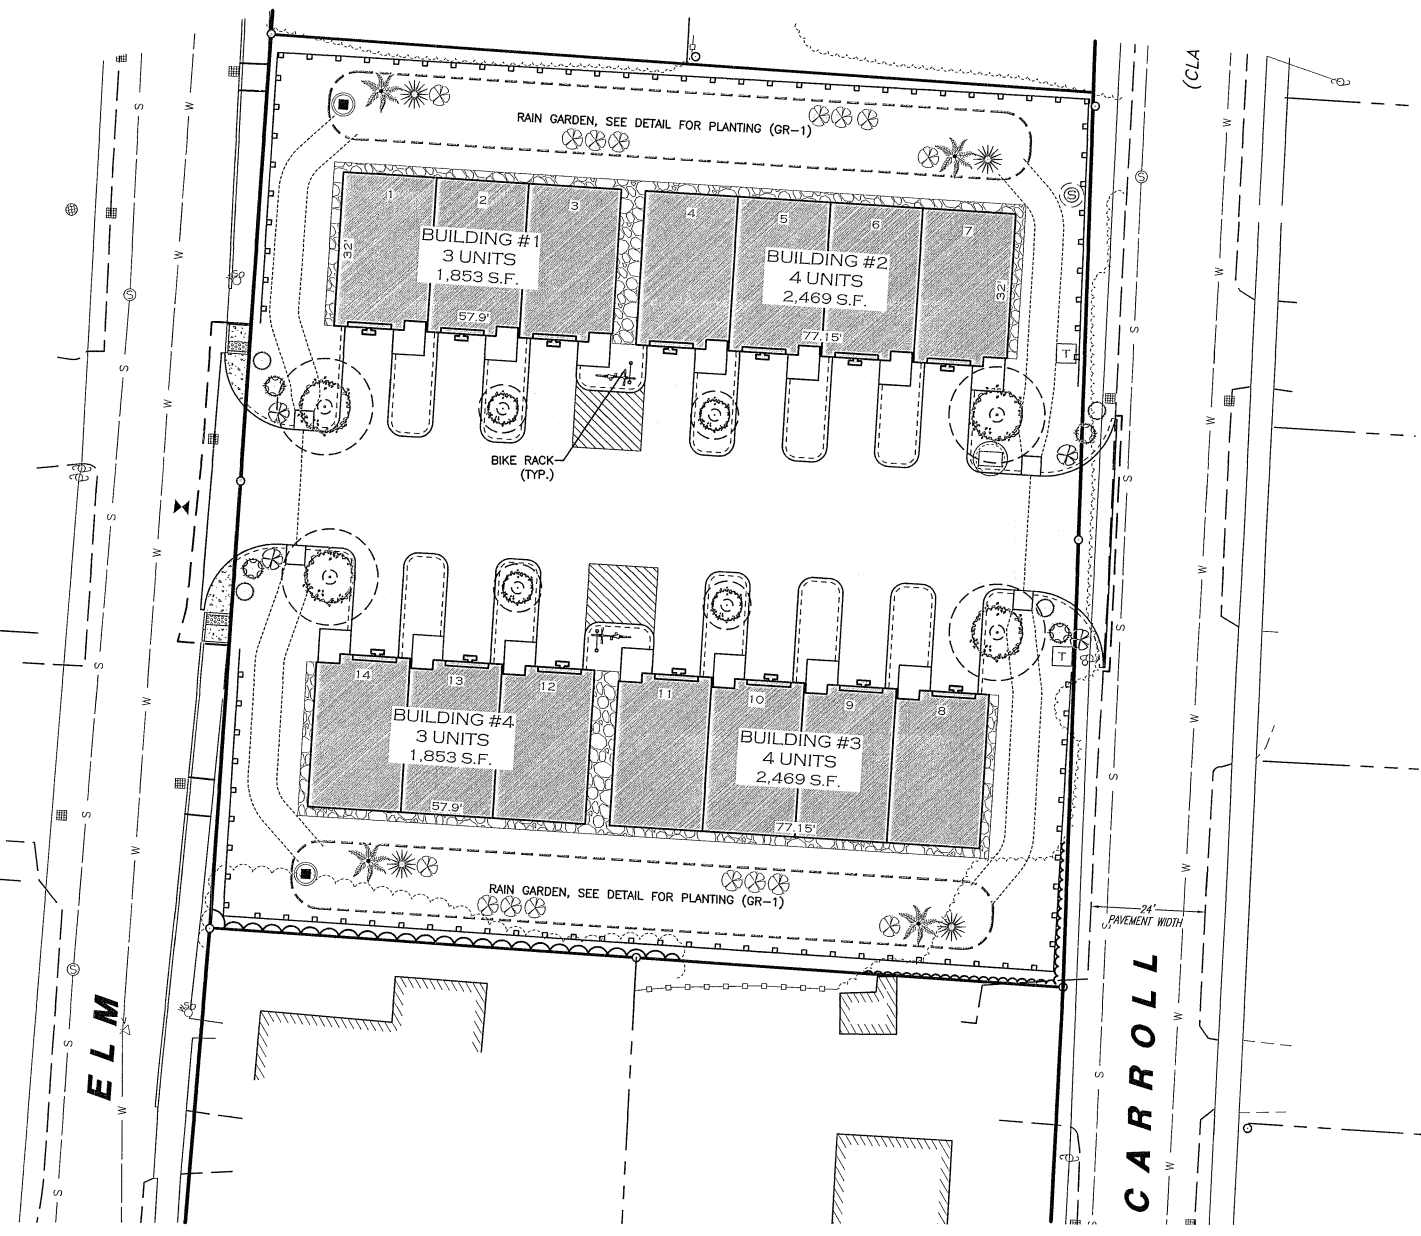 (CLA
RAIN GARDEN, SEE DETAIL FOR PLANTING (GR-1)
1
2
3
4
5
6
7
BUILDING #1
3 UNITS
1,853 S.F.
32'
57.9'
BUILDING #2
4 UNITS
2,469 S.F.
32'
77.15'
T
BIKE RACK
(TYP.)
T
14
13
12
11
10
9
8
BUILDING #4
3 UNITS
1,853 S.F.
57.9'
BUILDING #3
4 UNITS
2,469 S.F.
77.15'
RAIN GARDEN, SEE DETAIL FOR PLANTING (GR-1)
24'
PAVEMENT WIDTH
ELM
CARROLL
S
S
S
S
S
S
S
S
S
S
W
W
W
W
W
W
W
W
S
S
S
S
S
S
S
W
W
W
W
W
W
W
W